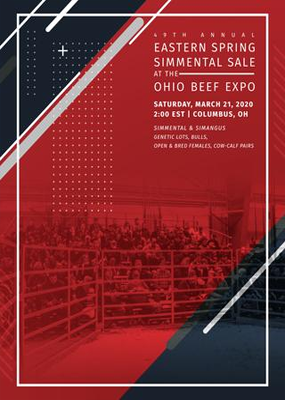 49TH ANNUAL
EASTERN SPRING
SIMMENTAL SALE
AT THE
OHIO BEEF EXPO
SATURDAY, MARCH 21, 2020
2:00 EST | COLUMBUS, OH
SIMMENTAL & SIMANGUS
GENETIC LOTS, BULLS,
OPEN & BRED FEMALES, COW-CALF PAIRS